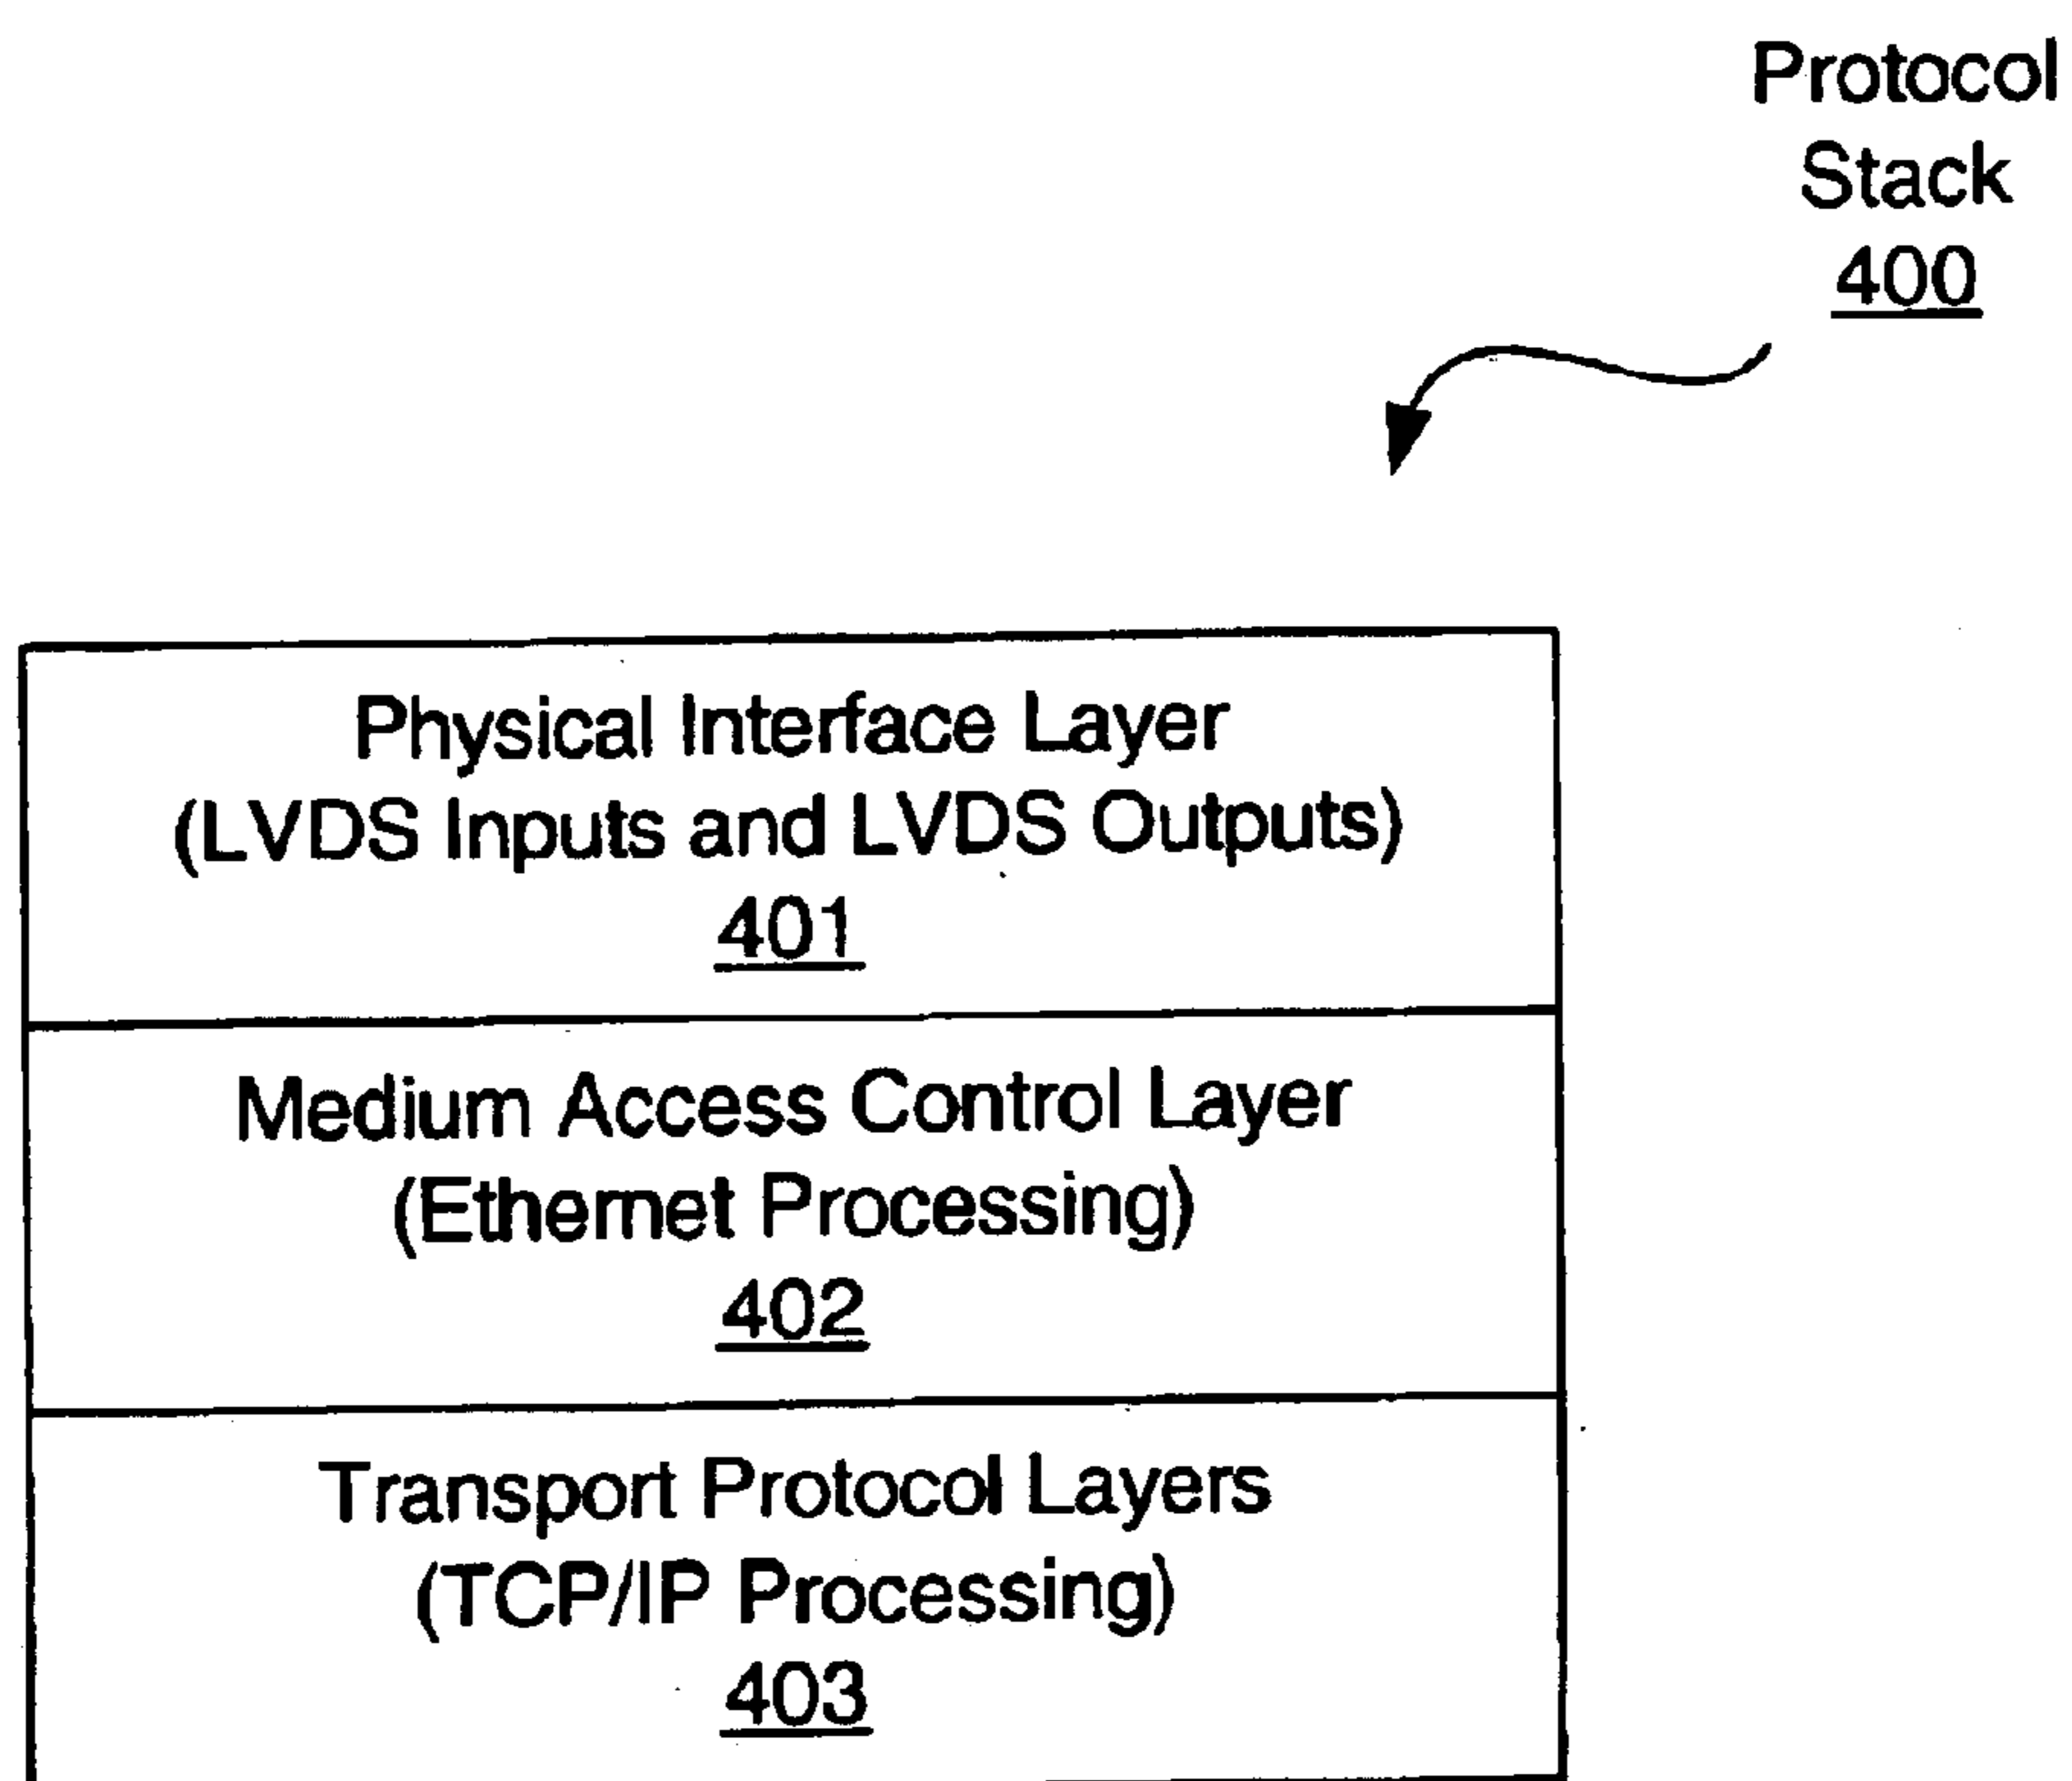 Protocol
Stack
400
Physical Interface Layer
(LVDS Inputs and LVDS Outputs)
401
Medium Access Control Layer
(Ethernet Processing)
402
Transport Protocol Layers
(TCP/IP Processing)
403